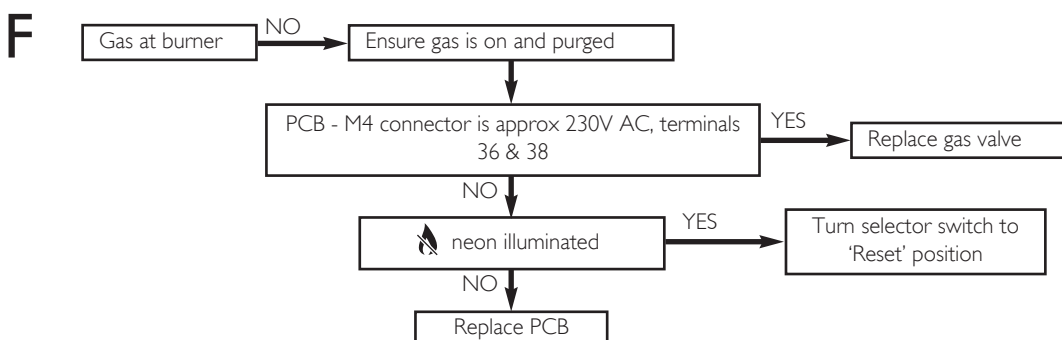 F
Gas at burner
NO
Ensure gas is on and purged
PCB - M4 connector is approx 230V AC, terminals
36 & 38
YES
Replace gas valve
NO
neon illuminated
YES
Turn selector switch to
‘Reset’ position
NO
Replace PCB